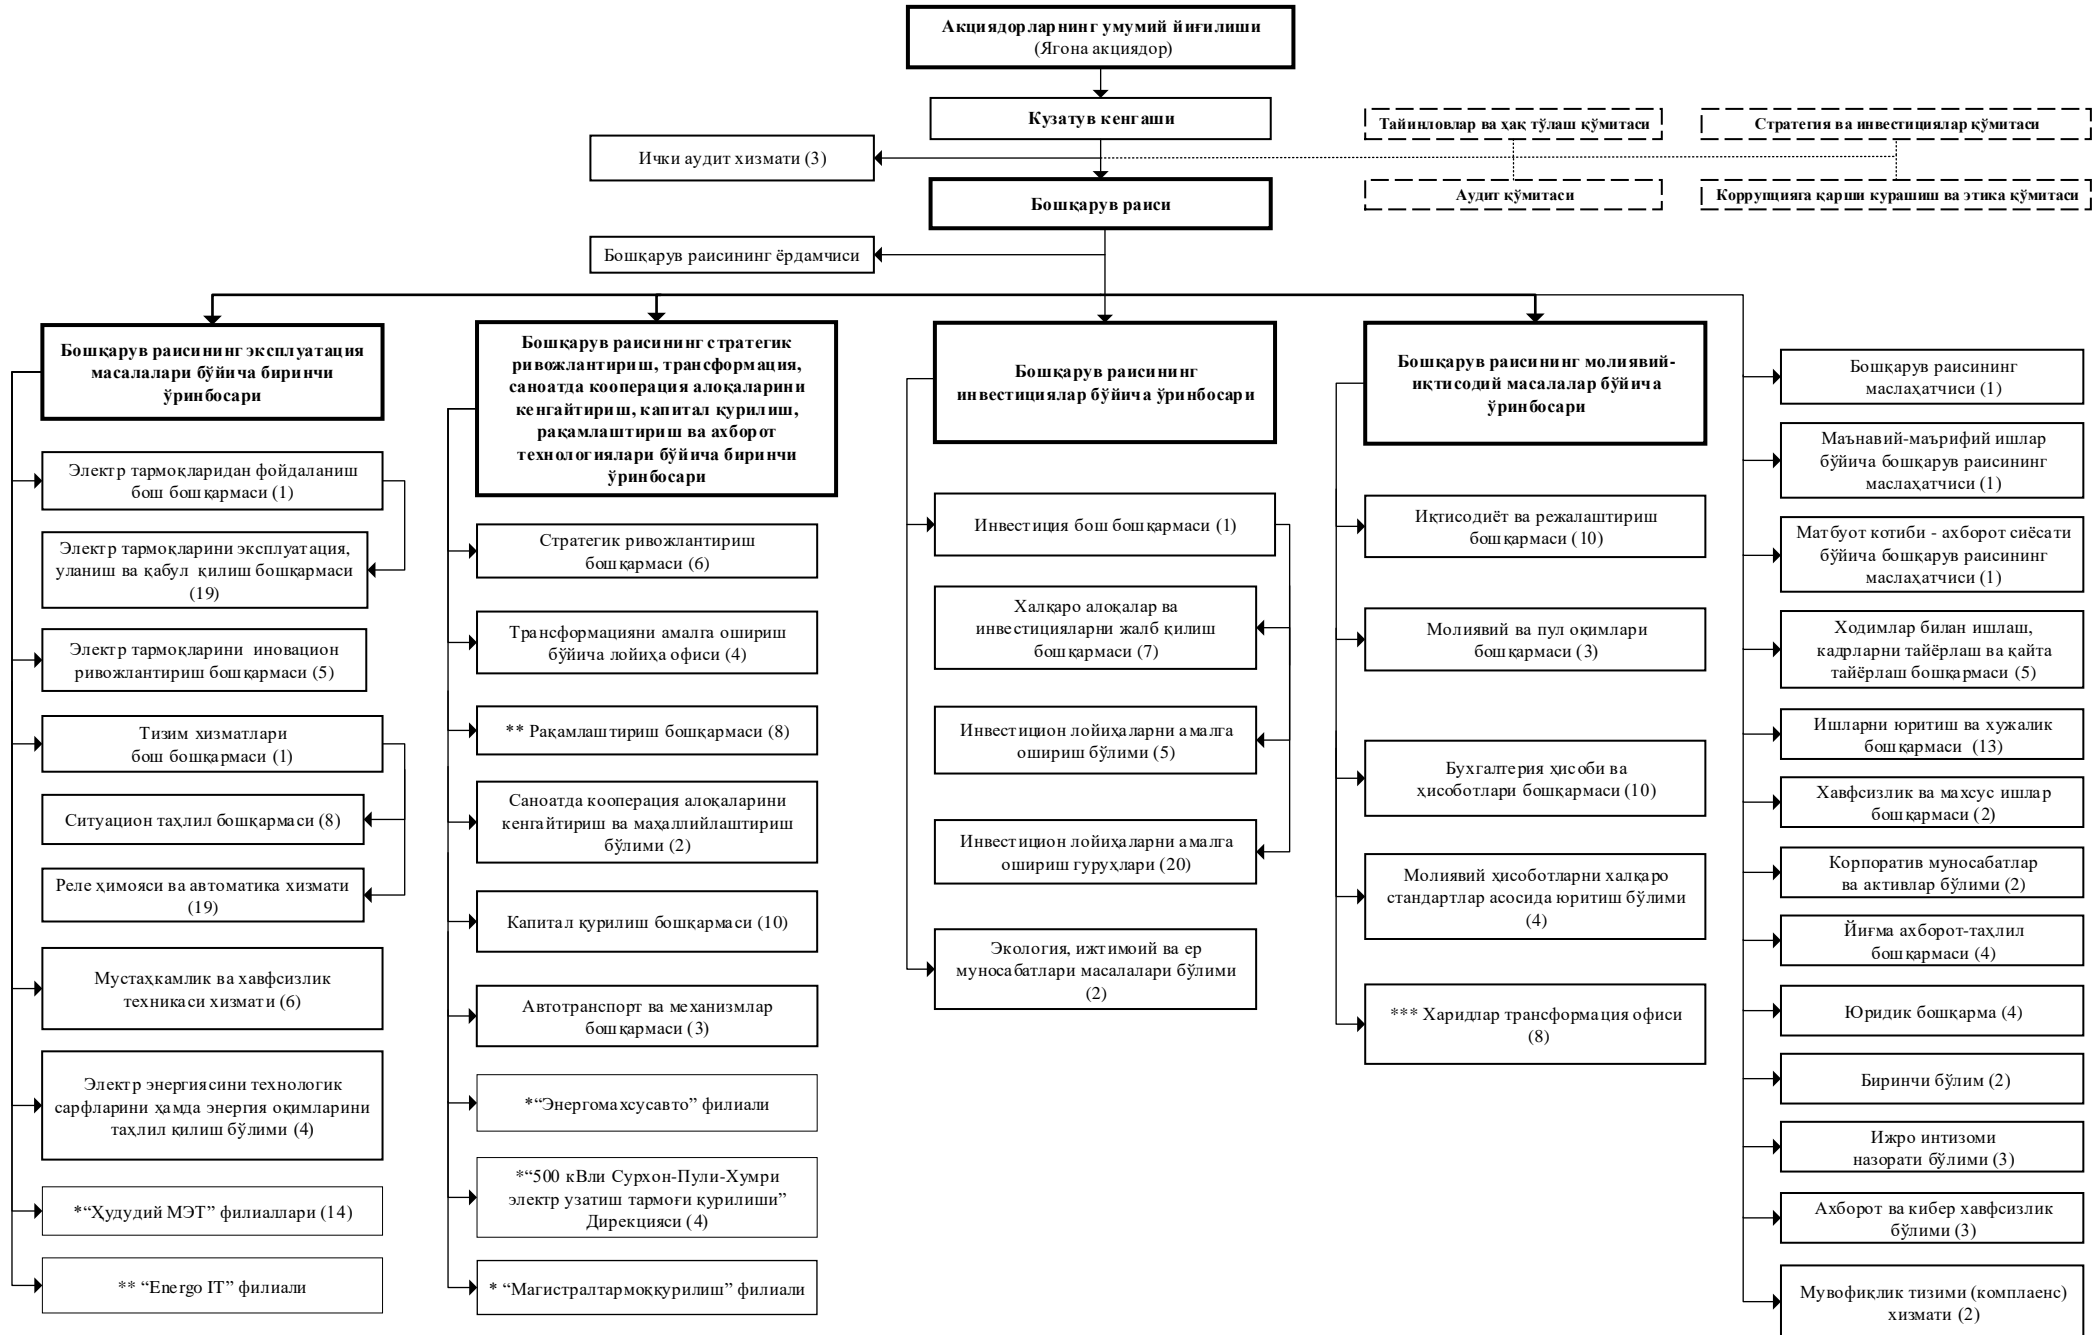 Акциядорларнинг умумий йиғилиши
(Ягона акциядор)
Кузатув кенгаши
Тайинловлар ва ҳақ тўлаш қўмитаси
Стратегия ва инвестициялар қўмитаси
Ички аудит хизмати (3)
Аудит қўмитаси
Коррупцияга қарши курашиш ва этика қўмитаси
Бошқарув раиси
Бошқарув раисининг ёрдамчиси
Бошқарув раисининг эксплуатация
масалалари бўйича биринчи
ўринбосари
Электр тармоқларидан фойдаланиш
бош бошқармаси (1)
Электр тармоқларини эксплуатация,
уланиш ва қабул қилиш бошқармаси
(19)
Электр тармоқларини иновацион
ривожлантириш бошқармаси (5)
Тизим хизматлари
бош бошқармаси (1)
Ситуацион таҳлил бошқармаси (8)
Реле ҳимояси ва автоматика хизмати
(19)
Мустаҳкамлик ва хавфсизлик
техникаси хизмати (6)
Электр энергиясини технологик
сарфларини ҳамда энергия оқимларини
таҳлил қилиш бўлими (4)
*“Ҳудудий МЭТ” филиаллари (14)
** “Energo IT” филиали
Бошқарув раисининг стратегик
ривожлантириш, трансформация,
саноатда кооперация алоқаларини
кенгайтириш, капитал қурилиш,
рақамлаштириш ва ахборот
технологиялари бўйича биринчи
ўринбосари
Стратегик ривожлантириш
бошқармаси (6)
Трансформацияни амалга ошириш
бўйича лойиҳа офиси (4)
** Рақамлаштириш бошқармаси (8)
Саноатда кооперация алоқаларини
кенгайтириш ва маҳаллийлаштириш
бўлими (2)
Капитал қурилиш бошқармаси (10)
Автотранспорт ва механизмлар
бошқармаси (3)
*“Энергомахсусавто” филиали
*“500 кВли Сурхон-Пули-Хумри
электр узатиш тармоғи қурилиши”
Дирекцияси (4)
* “Магистралтармоққурилиш” филиали
Бошқарув раисининг
инвестициялар бўйича ўринбосари
Инвестиция бош бошқармаси (1)
Халқаро алоқалар ва
инвестицияларни жалб қилиш
бошқармаси (7)
Инвестицион лойиҳаларни амалга
ошириш бўлими (5)
Инвестицион лойиҳаларни амалга
ошириш гуруҳлари (20)
Экология, ижтимоий ва ер
муносабатлари масалалари бўлими
(2)
Бошқарув раисининг молиявий-
иқтисодий масалалар бўйича
ўринбосари
Иқтисодиёт ва режалаштириш
бошқармаси (10)
Молиявий ва пул оқимлари
бошқармаси (3)
Бухгалтерия ҳисоби ва
ҳисоботлари бошқармаси (10)
Молиявий ҳисоботларни халқаро
стандартлар асосида юритиш бўлими
(4)
*** Харидлар трансформация офиси
(8)
Бошқарув раисининг
маслаҳатчиси (1)
Маънавий-маърифий ишлар
бўйича бошқарув раисининг
маслаҳатчиси (1)
Матбуот котиби - ахборот сиёсати
бўйича бошқарув раисининг
маслаҳатчиси (1)
Ходимлар билан ишлаш,
кадрларни тайёрлаш ва қайта
тайёрлаш бошқармаси (5)
Ишларни юритиш ва хужалик
бошқармаси (13)
Хавфсизлик ва махсус ишлар
бошқармаси (2)
Корпоратив муносабатлар
ва активлар бўлими (2)
Йиғма ахборот-таҳлил
бошқармаси (4)
Юридик бошқарма (4)
Биринчи бўлим (2)
Ижро интизоми
назорати бўлими (3)
Ахборот ва кибер хавфсизлик
бўлими (3)
Мувофиқлик тизими (комплаенс)
хизмати (2)